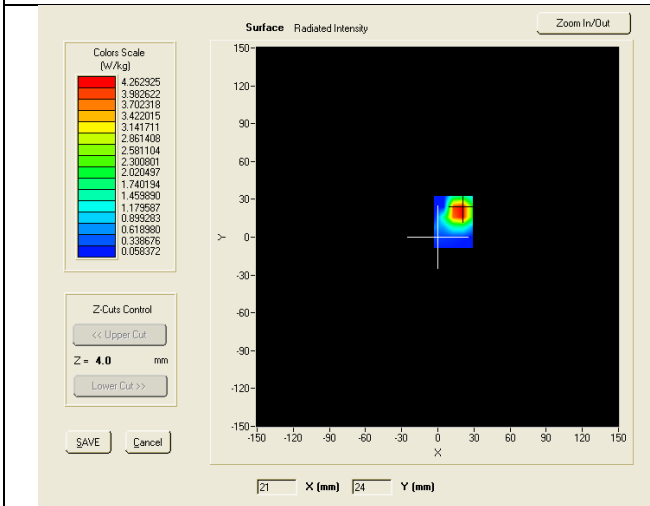 Surface Radiated Intensity
Zoom In/Out
Colors Scale
(W/kg)
4.262925
3.982622
3.702318
3.422015
3.141711
2.861408
2.581104
2.300801
2.020497
1.740194
1.459890
1.179587
0.899283
0.618980
0.338676
0.058372
Z-Cuts Control
<< Upper Cut
Z = 4.0 mm
Lower Cut >>
SAVE Cancel
150-
120-
90-
60-
30-
0-
-30-
-60-
-90-
-120-
-150-
Y
-150 -120 -90 -60 -30 0 30 60 90 120 150
X
21 X (mm) 24 Y (mm)